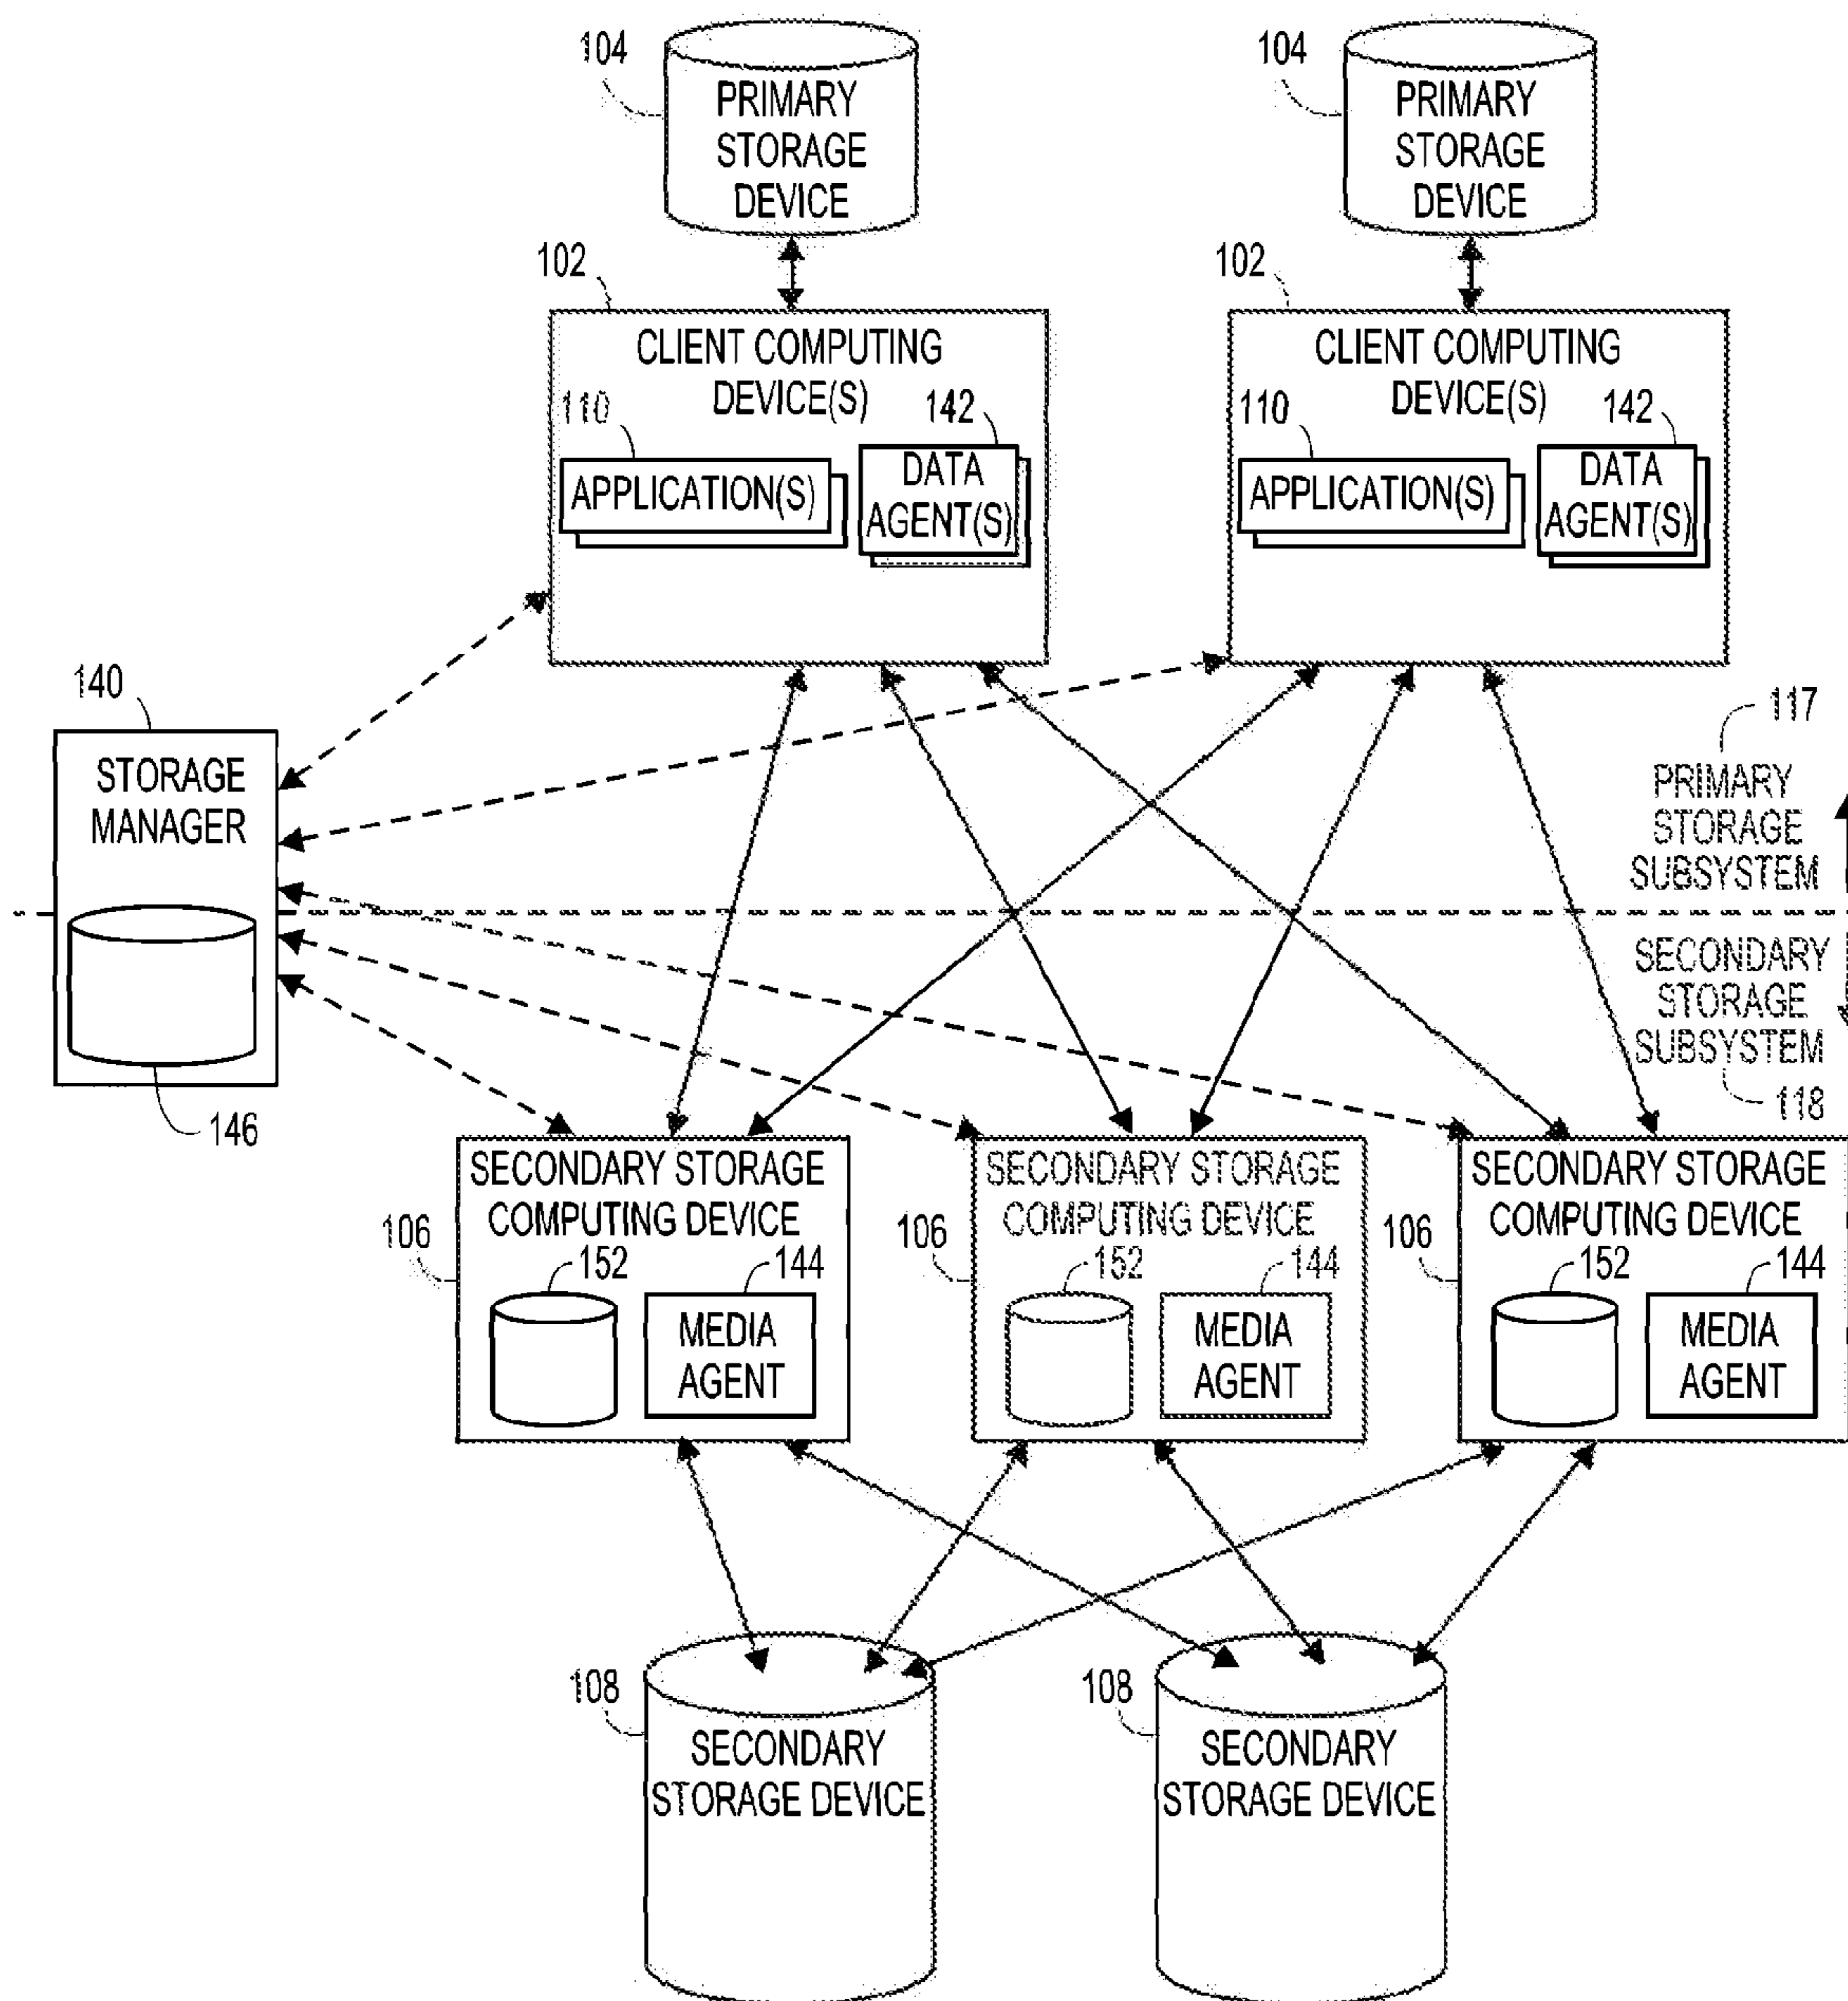 104
PRIMARY
STORAGE
DEVICE
104
PRIMARY
STORAGE
DEVICE
102
CLIENT COMPUTING
DEVICE(S)
110
142
APPLICATION(S)
DATA
AGENT(S)
102
CLIENT COMPUTING
DEVICE(S)
110
142
APPLICATION(S)
DATA
AGENT(S)
140
STORAGE
MANAGER
146
117
PRIMARY
STORAGE
SUBSYSTEM
SECONDARY
STORAGE
SUBSYSTEM
118
SECONDARY STORAGE
COMPUTING DEVICE
106
152
144
MEDIA
AGENT
SECONDARY STORAGE
COMPUTING DEVICE
106
152
144
MEDIA
AGENT
SECONDARY STORAGE
COMPUTING DEVICE
106
152
144
MEDIA
AGENT
108
SECONDARY
STORAGE DEVICE
108
SECONDARY
STORAGE DEVICE